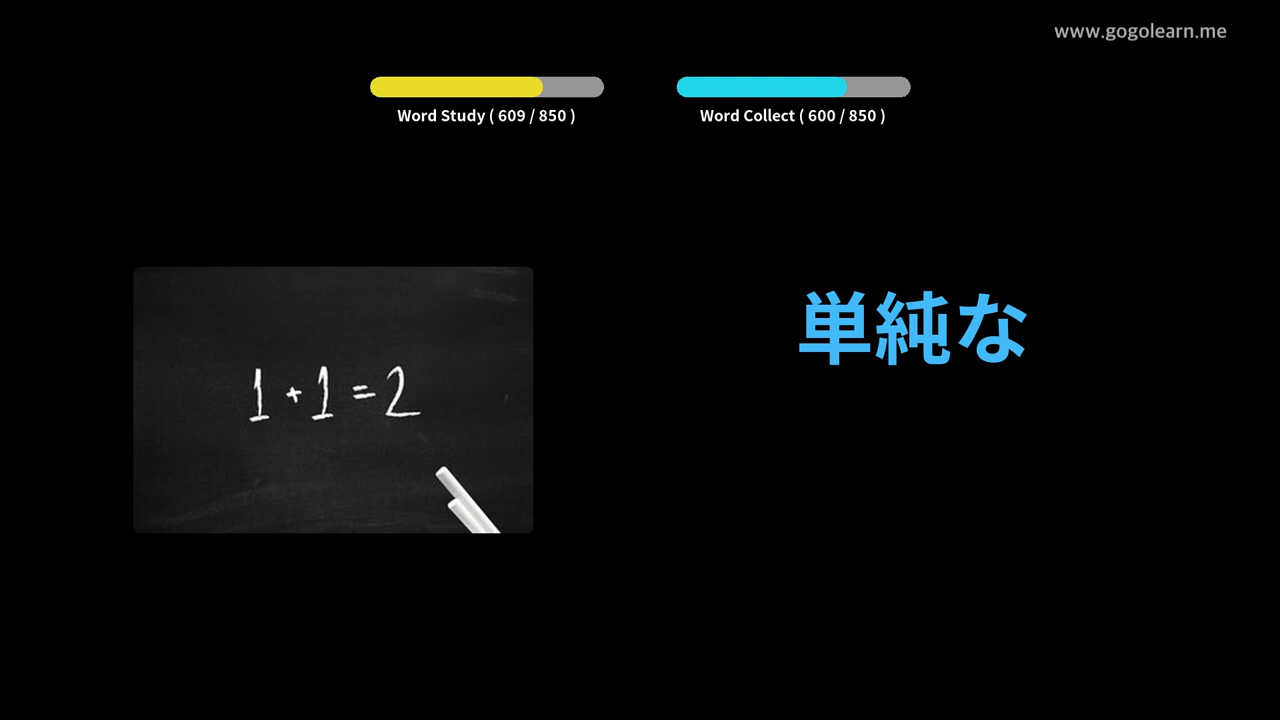 www.gogolearn.me
Word Study ( 609 / 850 )
Word Collect ( 600 / 850 )
単純な
1 + 1 = 2